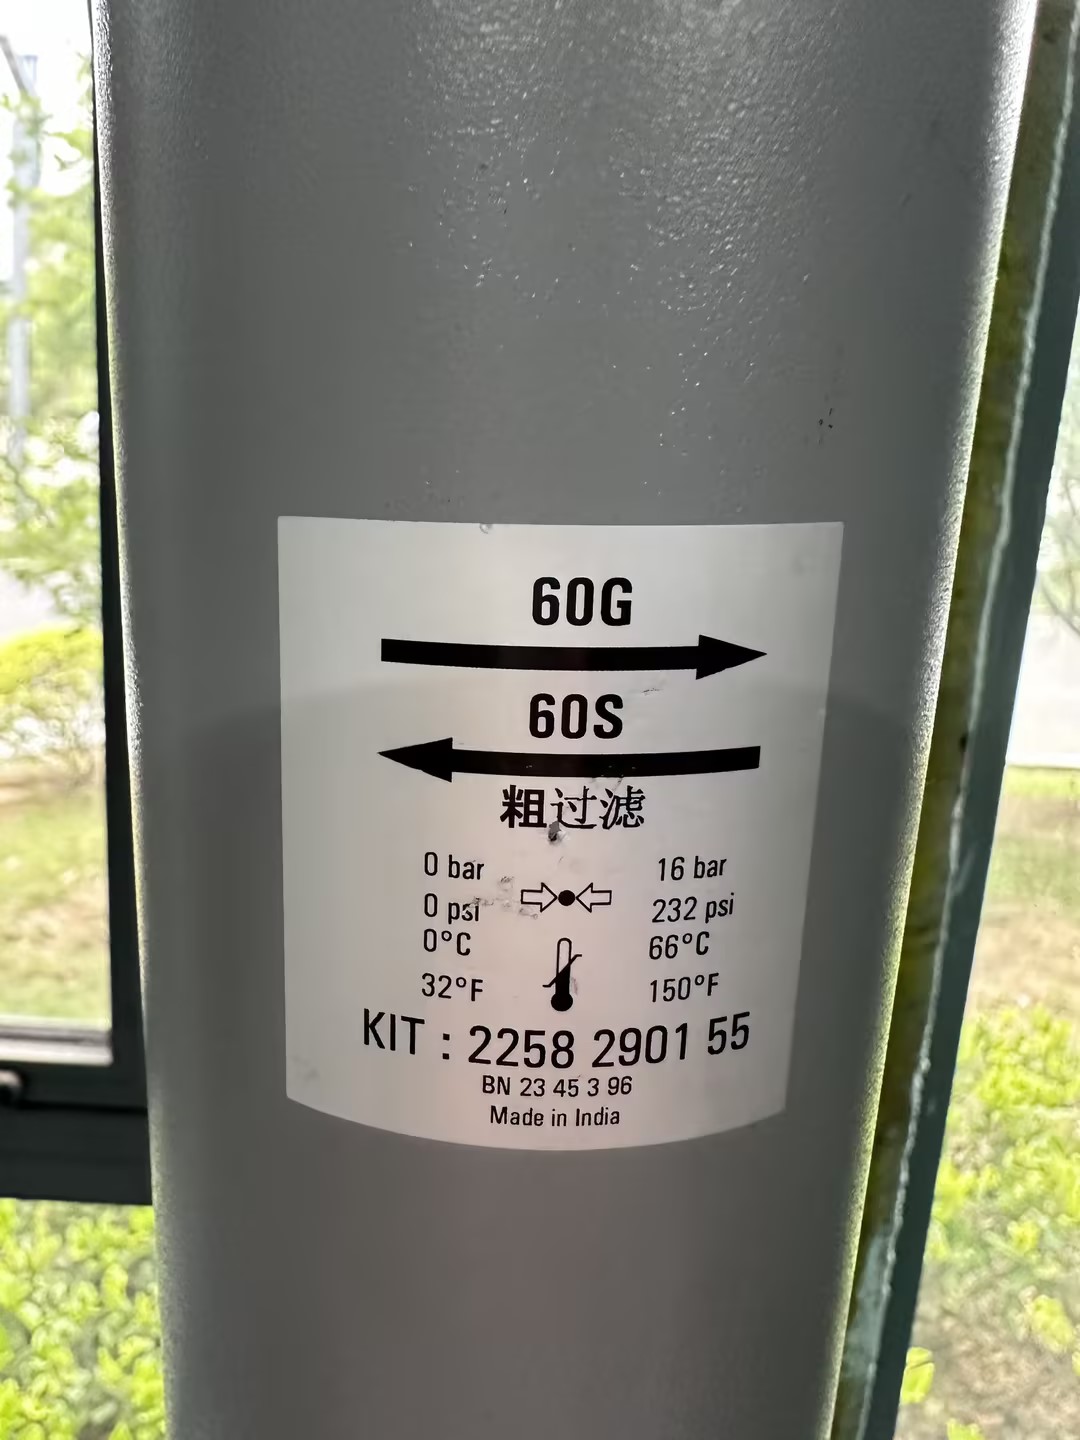 60G
60S
粗过滤
0 bar 16 bar
0 psi 232 psi
0°C 66°C
32°F 150°F
KIT : 2258 2901 55
BN 23 45 3 96
Made in India